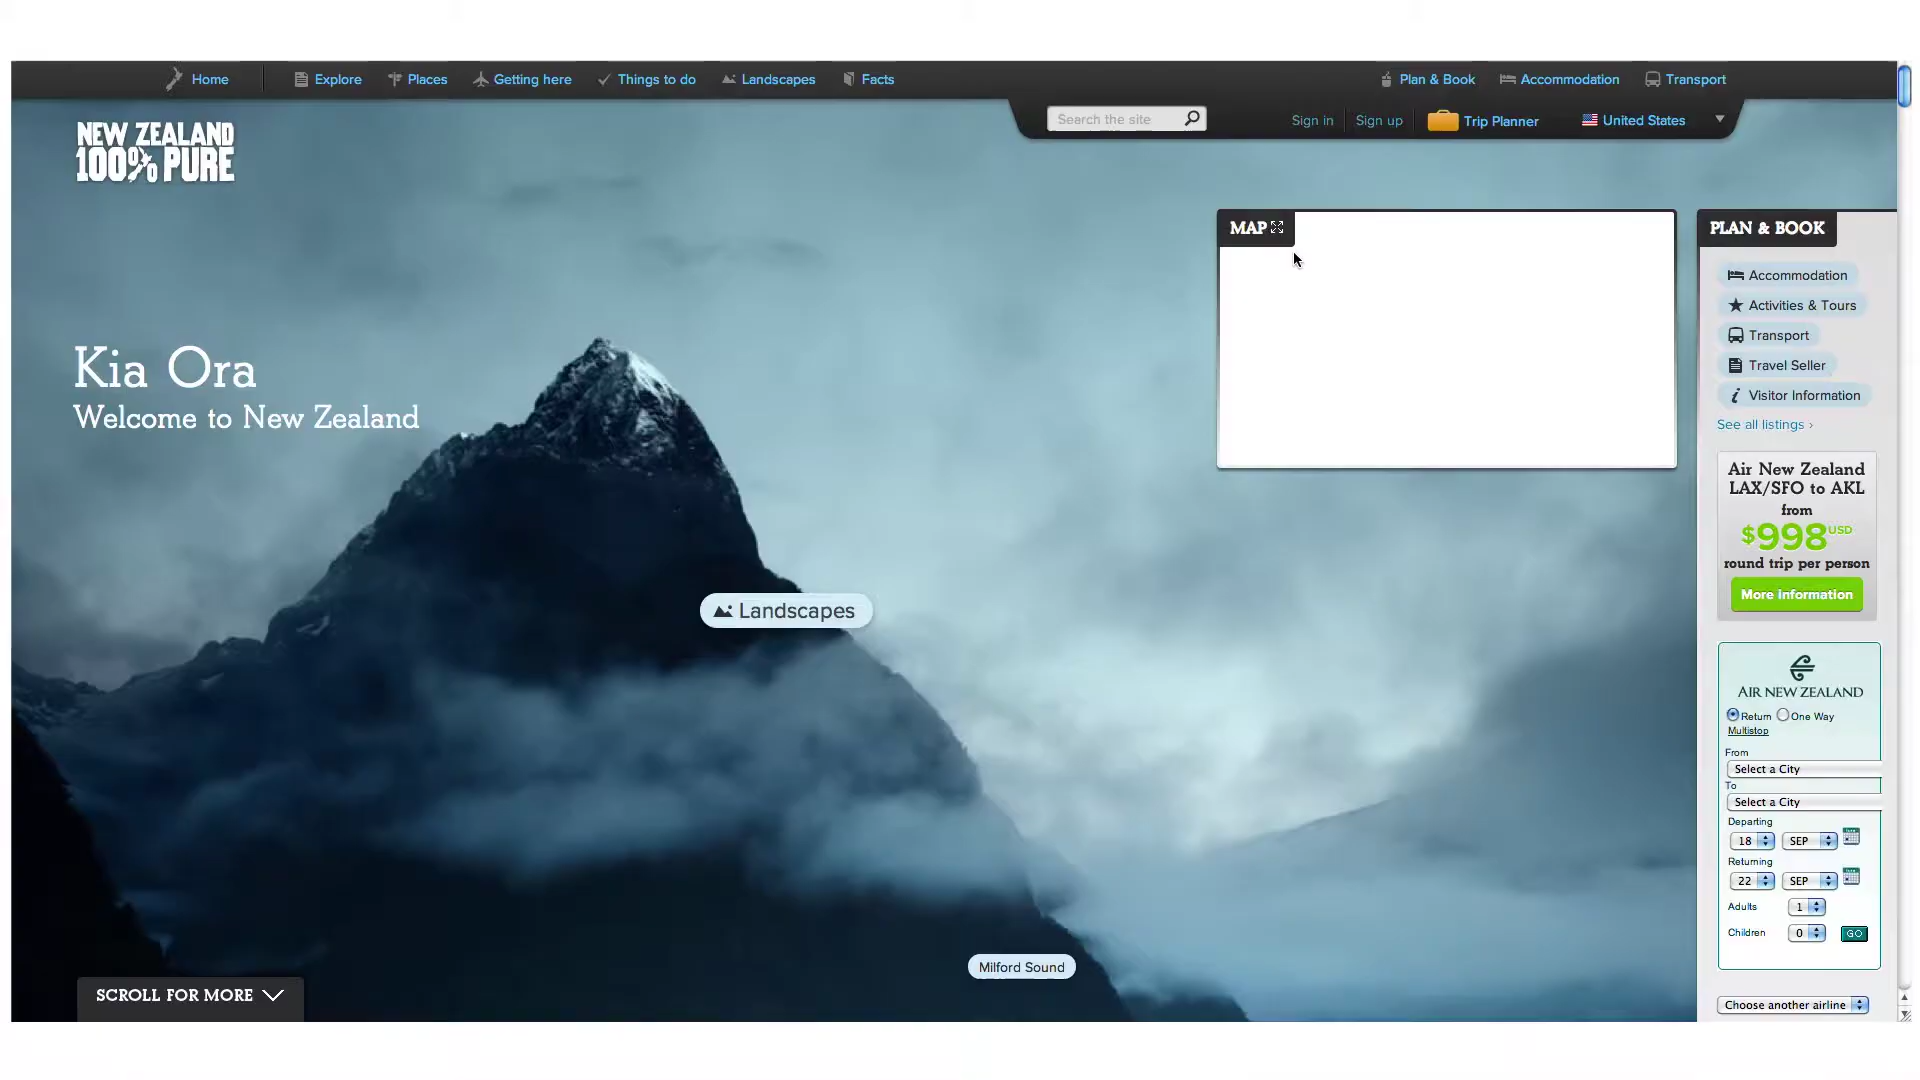 Home
Explore
Places
Getting here
Things to do
Landscapes
Facts
Plan & Book
Accommodation
Transport
Search the site
Sign in
Sign up
Trip Planner
United States
NEW ZEALAND
100% PURE
MAP
PLAN & BOOK
Accommodation
Activities & Tours
Transport
Travel Seller
Visitor Information
See all listings ›
Kia Ora
Welcome to New Zealand
Air New Zealand
LAX/SFO to AKL
from
$998 USD
round trip per person
More Information
Landscapes
AIR NEW ZEALAND
Return One Way
Multistop
From
Select a City
To
Select a City
Departing
18 SEP
Returning
22 SEP
Adults 1
Children 0 GO
Milford Sound
SCROLL FOR MORE
Choose another airline